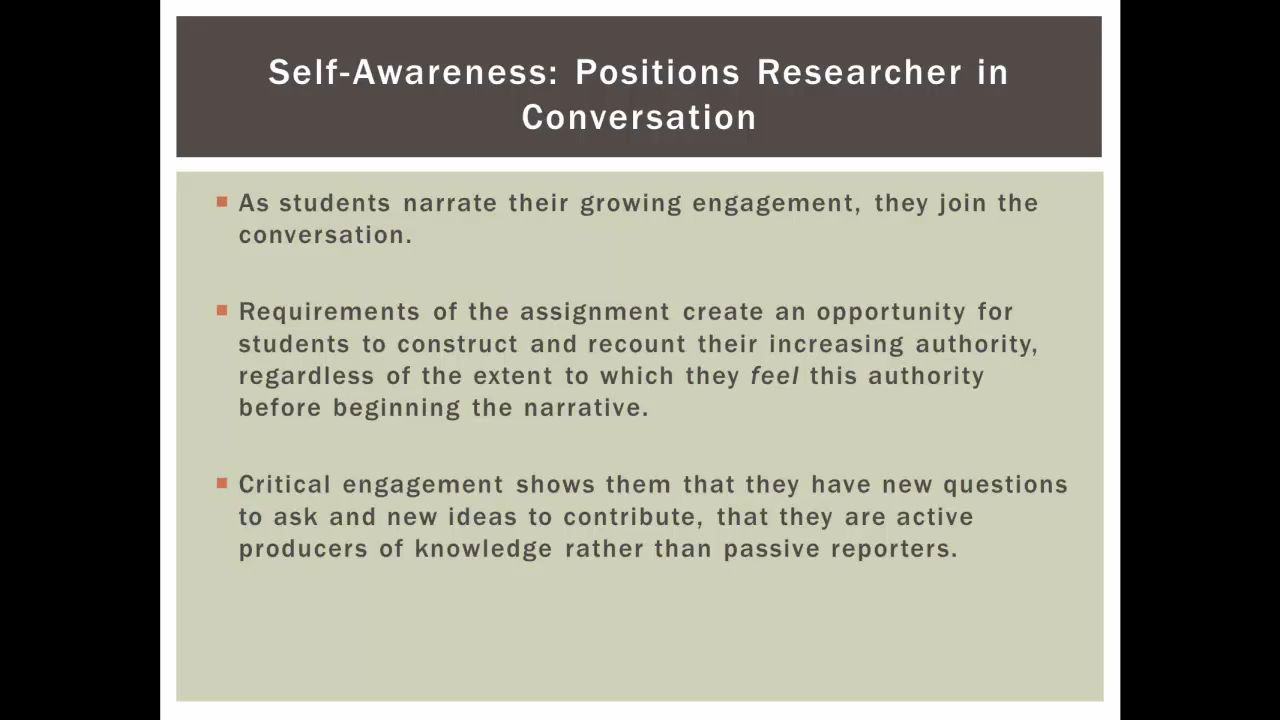 Self-Awareness: Positions Researcher in
Conversation
As students narrate their growing engagement, they join the
conversation.
Requirements of the assignment create an opportunity for
students to construct and recount their increasing authority,
regardless of the extent to which they feel this authority
before beginning the narrative.
Critical engagement shows them that they have new questions
to ask and new ideas to contribute, that they are active
producers of knowledge rather than passive reporters.